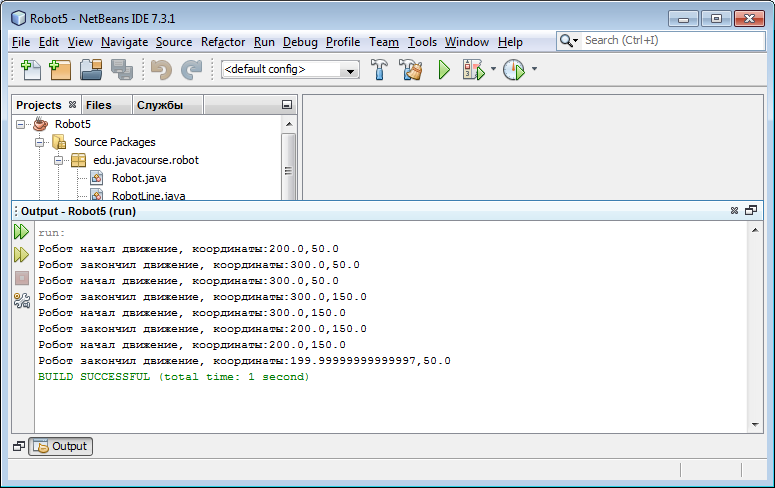 Robot5 - NetBeans IDE 7.3.1
File Edit View Navigate Source Refactor Run Debug Profile Team Tools Window Help
Search (Ctrl+I)
<default config>
Projects Files Службы
Robot5
Source Packages
edu.javacourse.robot
Robot.java
RobotLine.java
Output - Robot5 (run)
run:
Робот начал движение, координаты:200.0,50.0
Робот закончил движение, координаты:300.0,50.0
Робот начал движение, координаты:300.0,50.0
Робот закончил движение, координаты:300.0,150.0
Робот начал движение, координаты:300.0,150.0
Робот закончил движение, координаты:200.0,150.0
Робот начал движение, координаты:200.0,150.0
Робот закончил движение, координаты:199.99999999999997,50.0
BUILD SUCCESSFUL (total time: 1 second)
Output